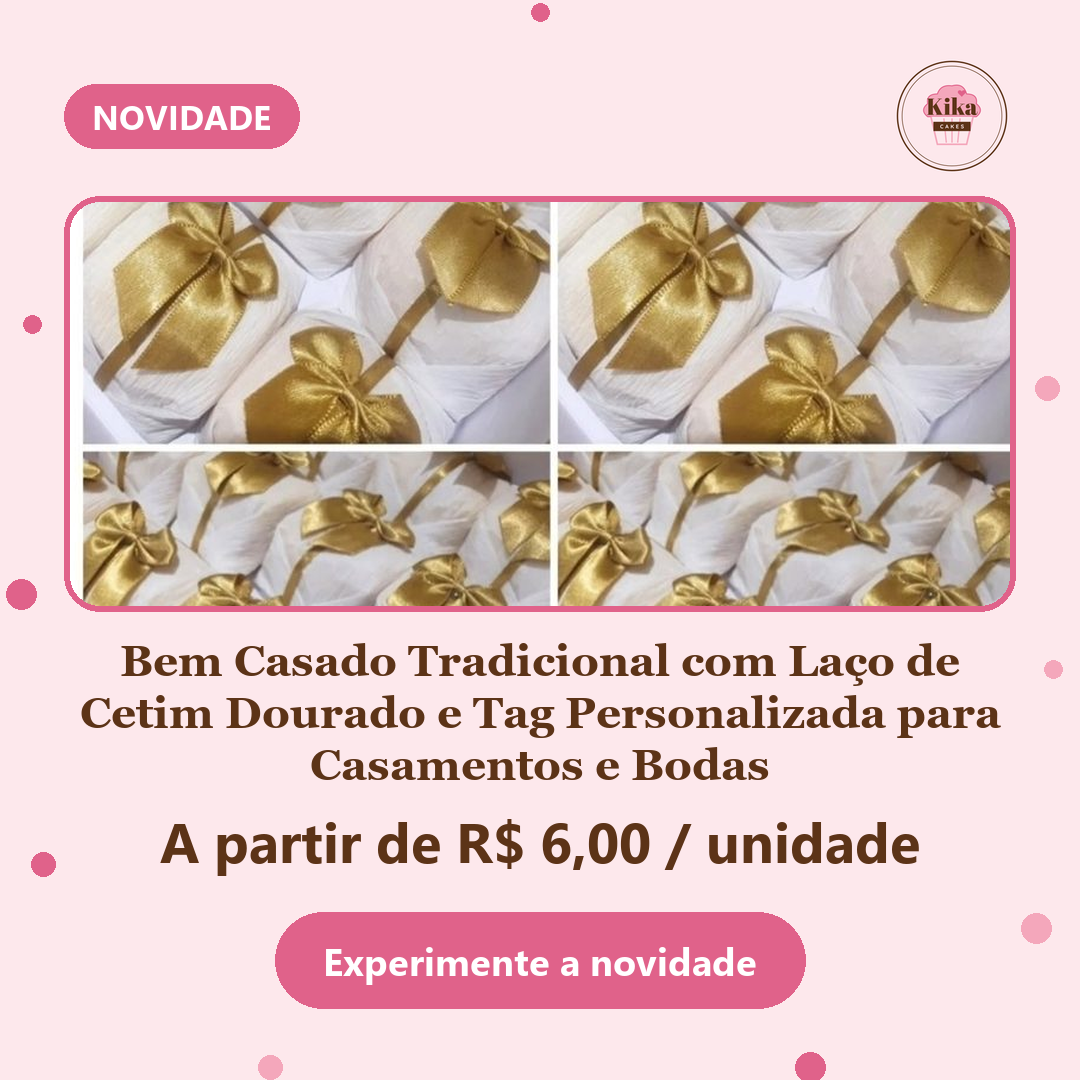 NOVIDADE
Kika
CAKES
Bem Casado Tradicional com Laço de
Cetim Dourado e Tag Personalizada para
Casamentos e Bodas
A partir de R$ 6,00 / unidade
Experimente a novidade